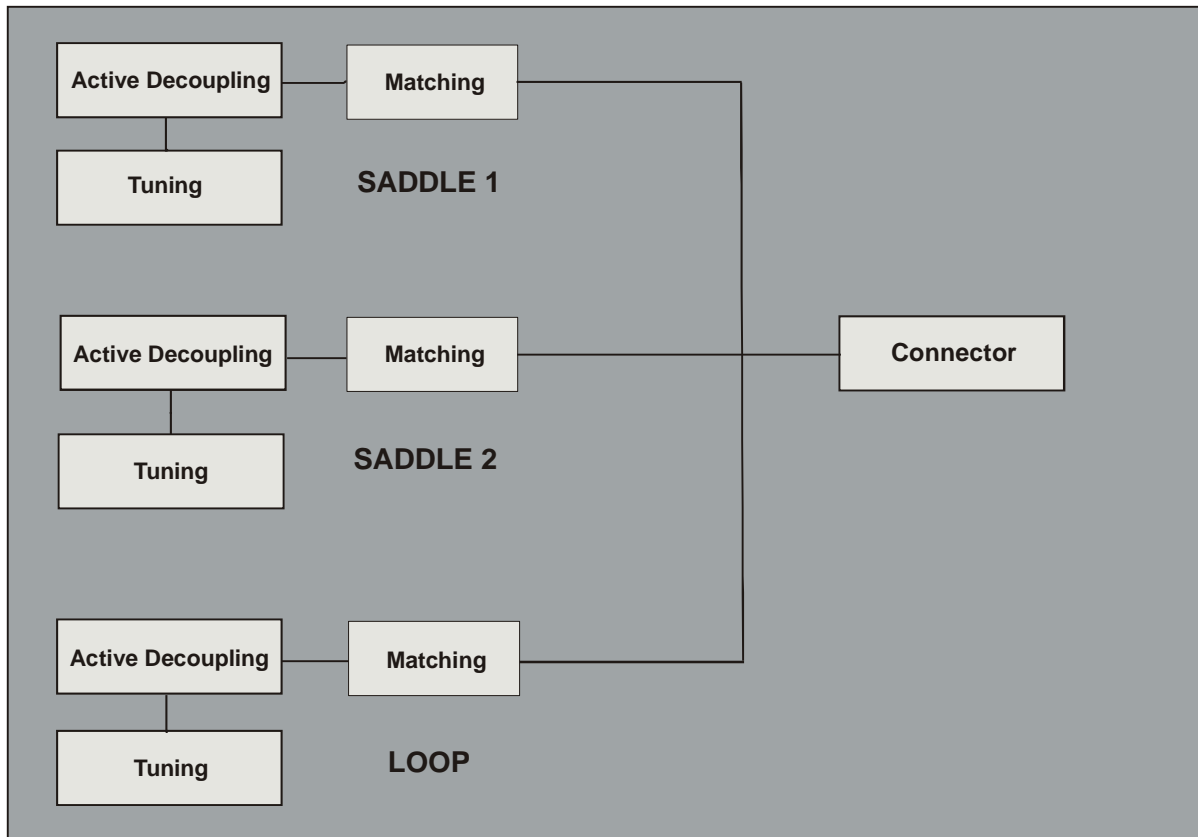 Active Decoupling
Matching
Tuning
SADDLE 1
Active Decoupling
Matching
Connector
Tuning
SADDLE 2
Active Decoupling
Matching
Tuning
LOOP